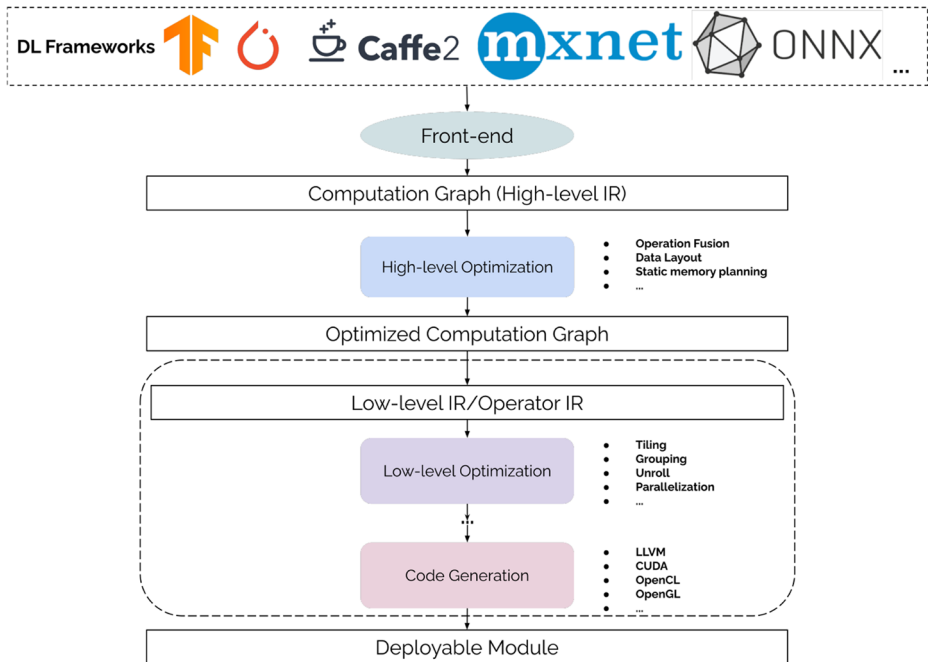 DL Frameworks Caffe2 mxnet ONNX ...
Front-end
Computation Graph (High-level IR)
High-level Optimization
• Operation Fusion
• Data Layout
• Static memory planning
• ...
Optimized Computation Graph
Low-level IR/Operator IR
Low-level Optimization
• Tiling
• Grouping
• Unroll
• Parallelization
• ...
...
Code Generation
• LLVM
• CUDA
• OpenCL
• OpenGL
• ...
Deployable Module